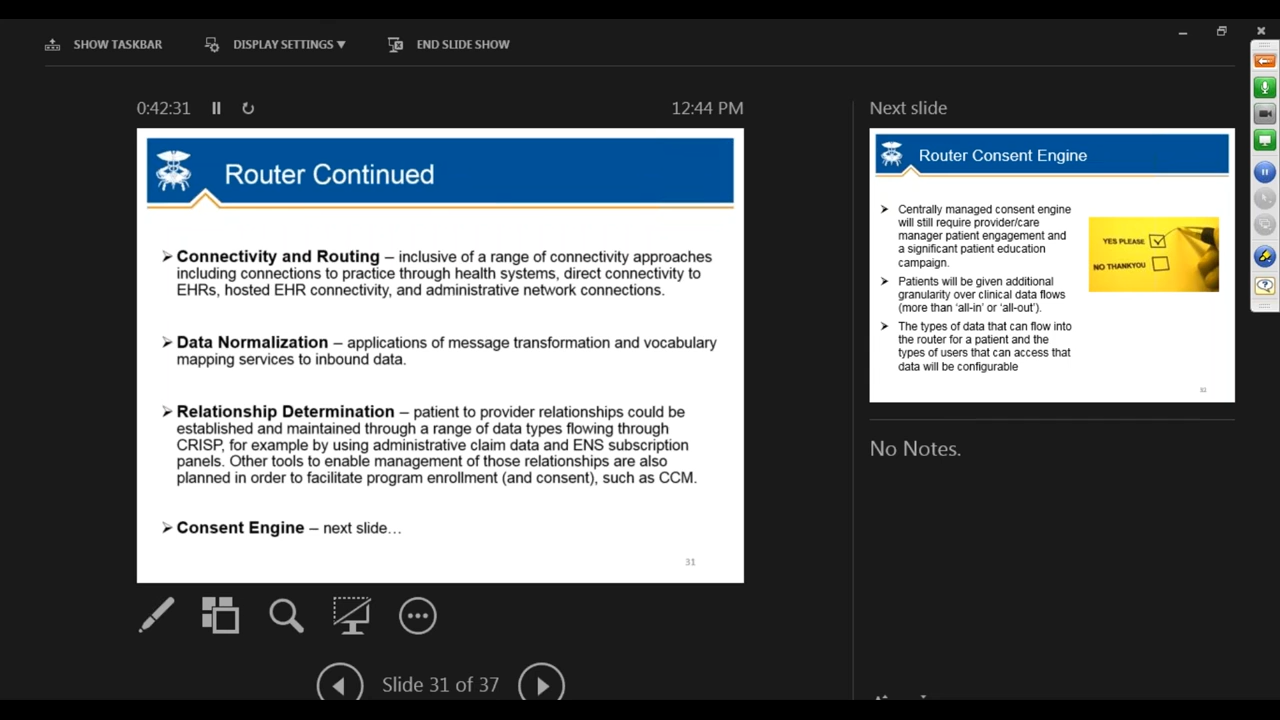 SHOW TASKBAR
DISPLAY SETTINGS ▼
END SLIDE SHOW
0:42:31
12:44 PM
Router Continued
➢ Connectivity and Routing – inclusive of a range of connectivity approaches
including connections to practice through health systems, direct connectivity to
EHRs, hosted EHR connectivity, and administrative network connections.
➢ Data Normalization – applications of message transformation and vocabulary
mapping services to inbound data.
➢ Relationship Determination – patient to provider relationships could be
established and maintained through a range of data types flowing through
CRISP, for example by using administrative claim data and ENS subscription
panels. Other tools to enable management of those relationships are also
planned in order to facilitate program enrollment (and consent), such as CCM.
➢ Consent Engine – next slide…
31
Slide 31 of 37
Next slide
Router Consent Engine
➢ Centrally managed consent engine
will still require provider/care
manager patient engagement and
a significant patient education
campaign.
➢ Patients will be given additional
granularity over clinical data flows
(more than 'all-in' or 'all-out').
➢ The types of data that can flow into
the router for a patient and the
types of users that can access that
data will be configurable
YES PLEASE
NO THANKYOU
32
No Notes.